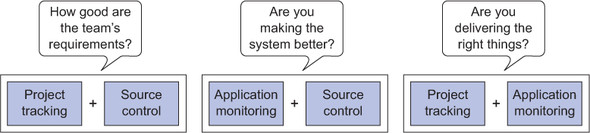 How good are
the team's
requirements?
Project
tracking
+
Source
control
Are you
making the
system better?
Application
monitoring
+
Source
control
Are you
delivering the
right things?
Project
tracking
+
Application
monitoring